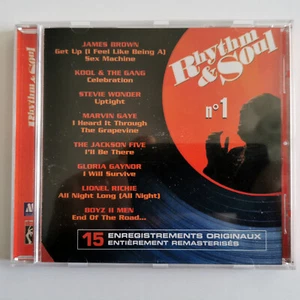 JAMES BROWN
Get Up (I Feel Like Being A)
Sex Machine
KOOL & THE GANG
Celebration
STEVIE WONDER
Uptight
MARVIN GAYE
I Heard It Through
The Grapevine
THE JACKSON FIVE
I'll Be There
GLORIA GAYNOR
I Will Survive
LIONEL RICHIE
All Night Long (All Night)
BOYZ II MEN
End Of The Road...
Rhythm
& Soul
n°1
15 ENREGISTREMENTS ORIGINAUX
ENTIÈREMENT REMASTERISÉS
Rhythm & Soul